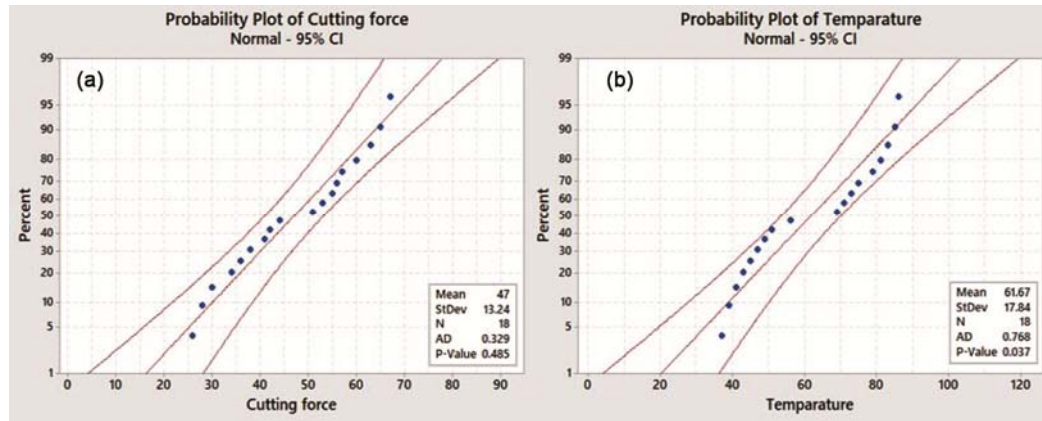 Probability Plot of Cutting force
Normal - 95% CI
(a)
99
95
90
80
70
60
50
40
30
20
10
5
1
Percent
0 10 20 30 40 50 60 70 80 90
Cutting force
Mean 47
StDev 13.24
N 18
AD 0.329
P-Value 0.485
Probability Plot of Temparature
Normal - 95% CI
(b)
99
95
90
80
70
60
50
40
30
20
10
5
1
Percent
0 20 40 60 80 100 120
Temparature
Mean 61.67
StDev 17.84
N 18
AD 0.768
P-Value 0.037